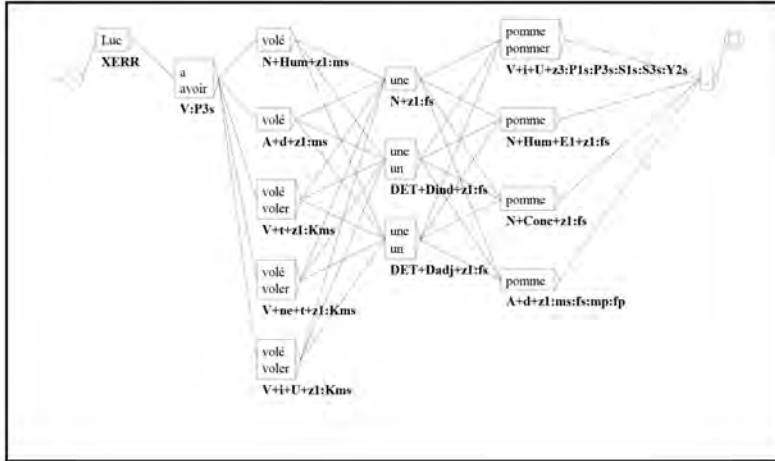 Luc
XERR
a
avoir
V:P3s
volé
N+Hum+z1:ms
volé
A+d+z1:ms
volé
voler
V+t+z1:Kms
volé
voler
V+ne+t+z1:Kms
volé
voler
V+i+U+z1:Kms
une
N+z1:fs
une
un
DET+Dind+z1:fs
une
un
DET+Dadj+z1:fs
pomme
pommer
V+i+U+z3:P1s:P3s:S1s:S3s:Y2s
pomme
N+Hum+E1+z1:fs
pomme
N+Conc+z1:fs
pomme
A+d+z1:ms:fs:mp:fp
.